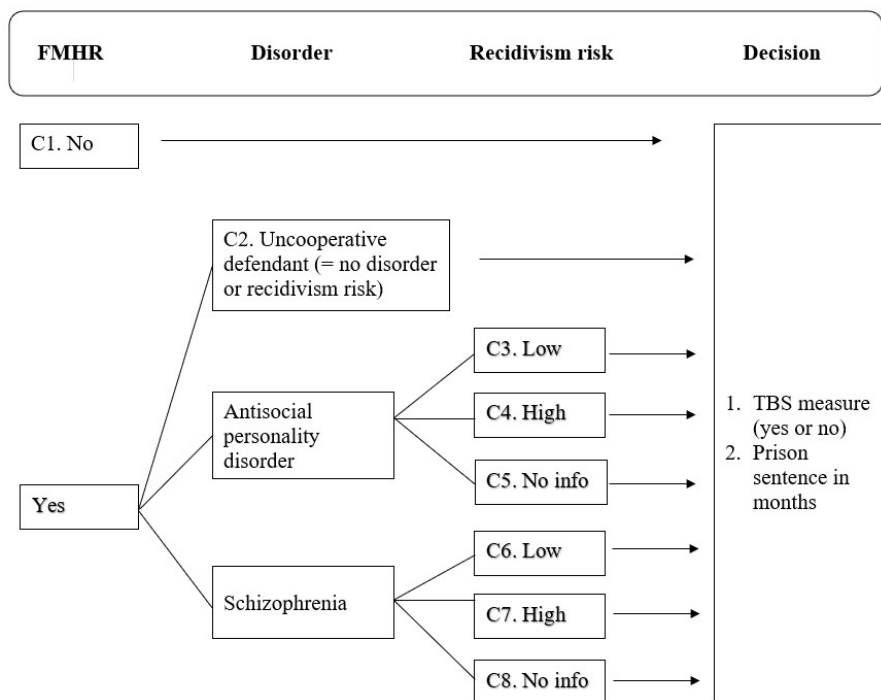 FMHR
Disorder
Recidivism risk
Decision
C1. No
C2. Uncooperative
defendant (= no disorder
or recidivism risk)
C3. Low
Antisocial
personality
disorder
C4. High
C5. No info
Yes
C6. Low
Schizophrenia
C7. High
C8. No info
1. TBS measure
(yes or no)
2. Prison
sentence in
months